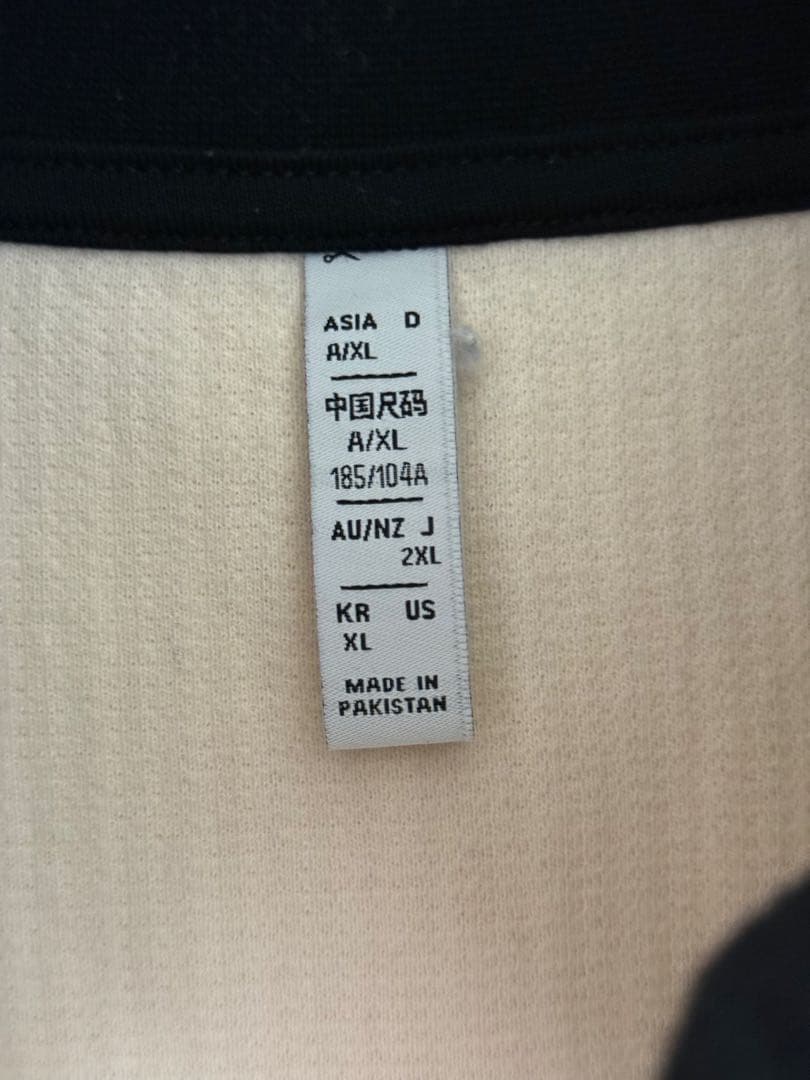 ASIA D
A/XL
中国尺码
A/XL
185/104A
AU/NZ J
2XL
KR US
XL
MADE IN
PAKISTAN